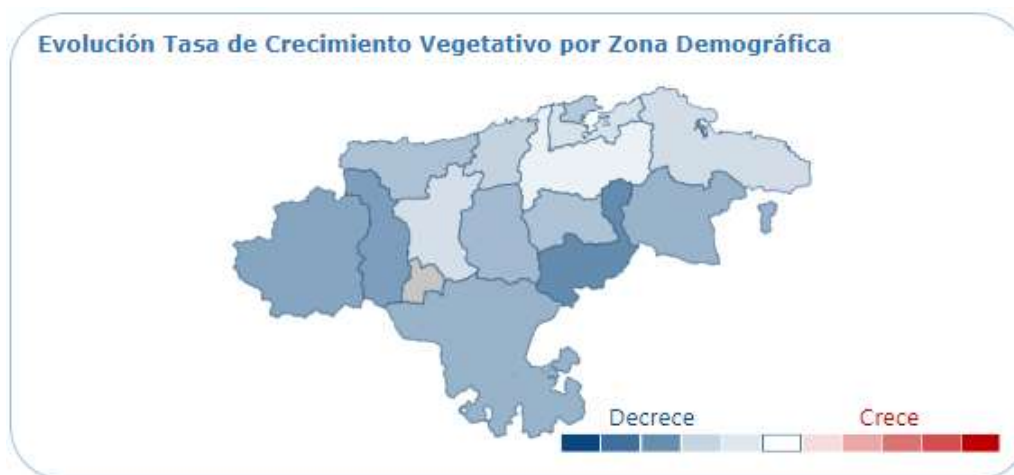 Evolución Tasa de Crecimiento Vegetativo por Zona Demográfica
Decrece
Crece